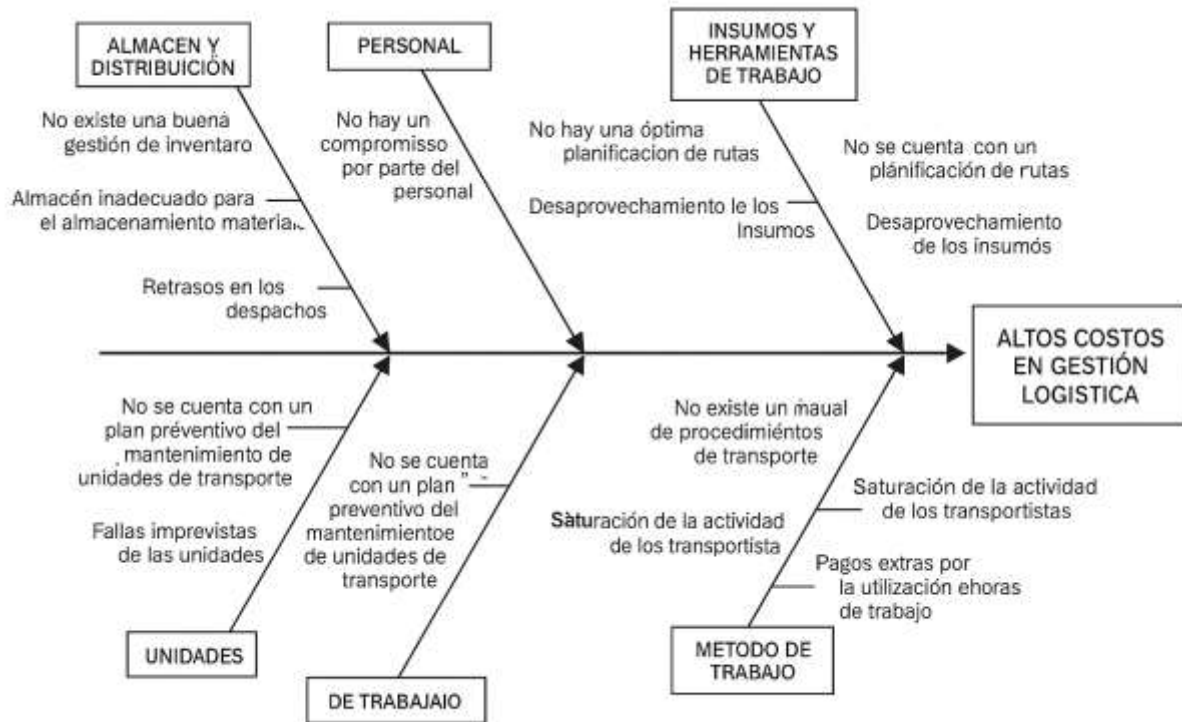 ALMACEN Y
DISTRIBUICIÓN
PERSONAL
INSUMOS Y
HERRAMIENTAS
DE TRABAJO
No existe una buena
gestión de inventaro
Almacén inadecuado para
el almacenamiento material
Retrasos en los
despachos
No hay un
compromisso
por parte del
personal
No hay una óptima
planificacion de rutas
Desaprovechamiento le los
Insumos
No se cuenta con un
plánificación de rutas
Desaprovechamiento
de los insumós
ALTOS COSTOS
EN GESTIÓN
LOGISTICA
No se cuenta con un
plan préventivo del
mantenimiento de
unidades de transporte
Fallas imprevistas
de las unidades
UNIDADES
No se cuenta
con un plan
preventivo del
mantenimientoe
de unidades de
transporte
DE TRABAJAIO
No existe un maual
de procedimiéntos
de transporte
Sàturación de la actividad
de los transportista
Saturación de la actividad
de los transportistas
Pagos extras por
la utilización ehoras
de trabajo
METODO DE
TRABAJO